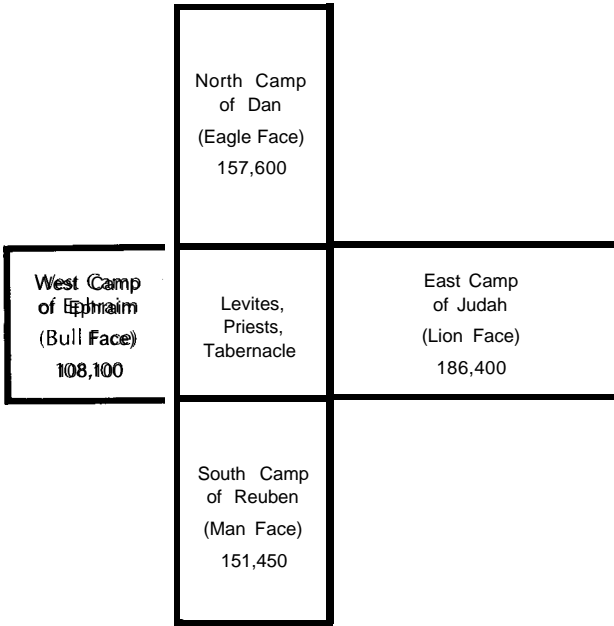 North Camp
of Dan
(Eagle Face)
157,600
West Camp
of Ephraim
(Bull Face)
108,100
Levites,
Priests,
Tabernacle
East Camp
of Judah
(Lion Face)
186,400
South Camp
of Reuben
(Man Face)
151,450